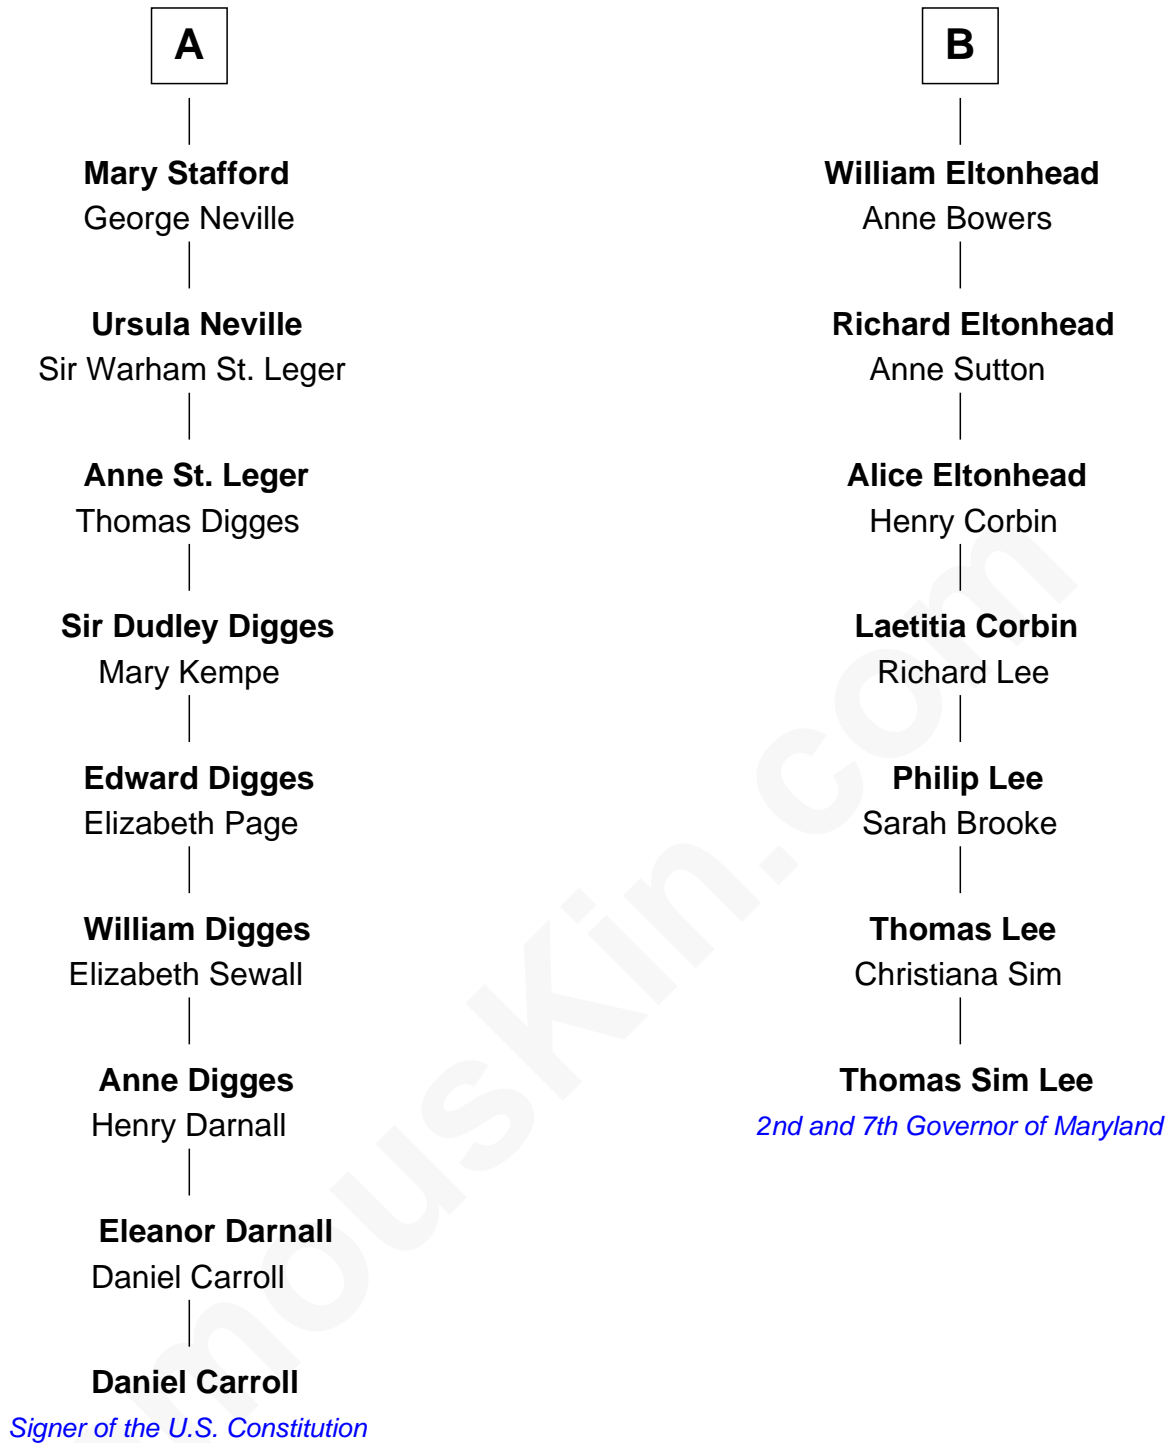 A
Mary Stafford
George Neville
Ursula Neville
Sir Warham St. Leger
Anne St. Leger
Thomas Digges
Sir Dudley Digges
Mary Kempe
Edward Digges
Elizabeth Page
William Digges
Elizabeth Sewall
Anne Digges
Henry Darnall
Eleanor Darnall
Daniel Carroll
Daniel Carroll
Signer of the U.S. Constitution
B
William Eltonhead
Anne Bowers
Richard Eltonhead
Anne Sutton
Alice Eltonhead
Henry Corbin
Laetitia Corbin
Richard Lee
Philip Lee
Sarah Brooke
Thomas Lee
Christiana Sim
Thomas Sim Lee
2nd and 7th Governor of Maryland
mousKin.com